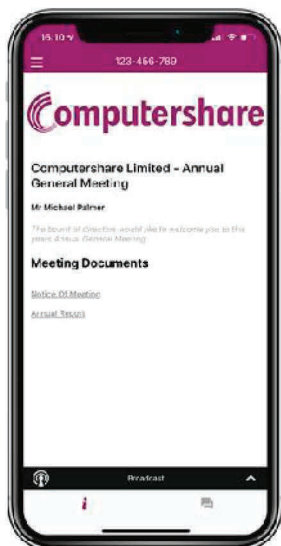 15:10
123-456-789
Computershare
Computershare Limited - Annual
General Meeting
Mr Michael Palmer
The board of directors would like to welcome you to this
years Annual General Meeting
Meeting Documents
Notice Of Meeting
Annual Report
Broadcast
i